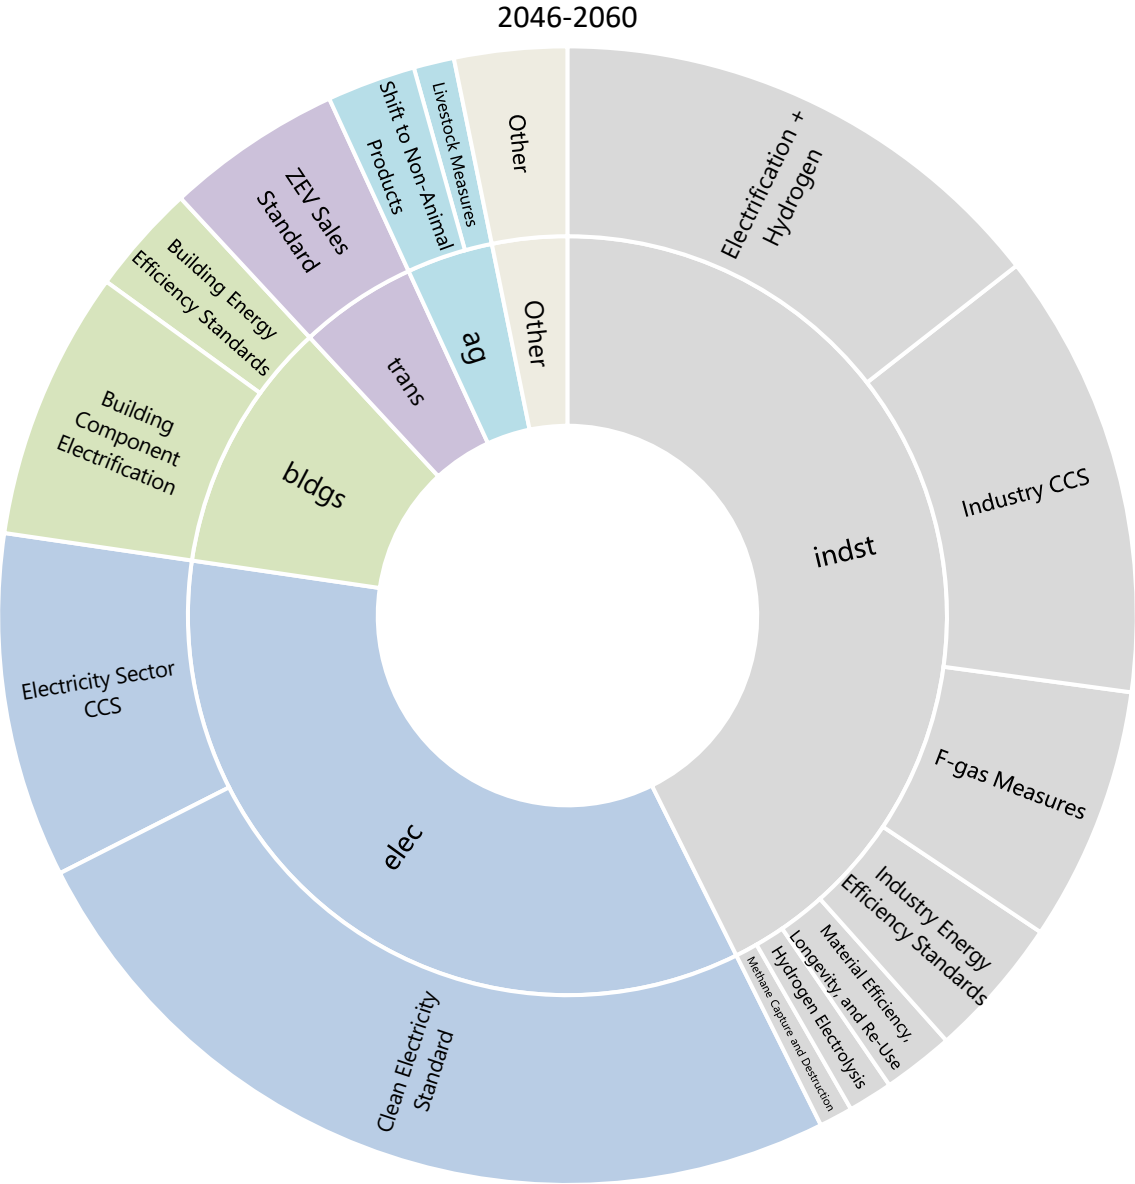 2046-2060
Electrification +
Hydrogen
Industry CCS
F-gas Measures
Industry Energy
Efficiency Standards
Material Efficiency,
Longevity, and Re-Use
Hydrogen Electrolysis
Methane Capture and Destruction
Clean Electricity
Standard
Electricity Sector
CCS
Building
Component
Electrification
Building Energy
Efficiency Standards
ZEV Sales
Standard
Shift to Non-Animal
Products
Livestock Measures
Other
indst
elec
bldgs
trans
ag
Other